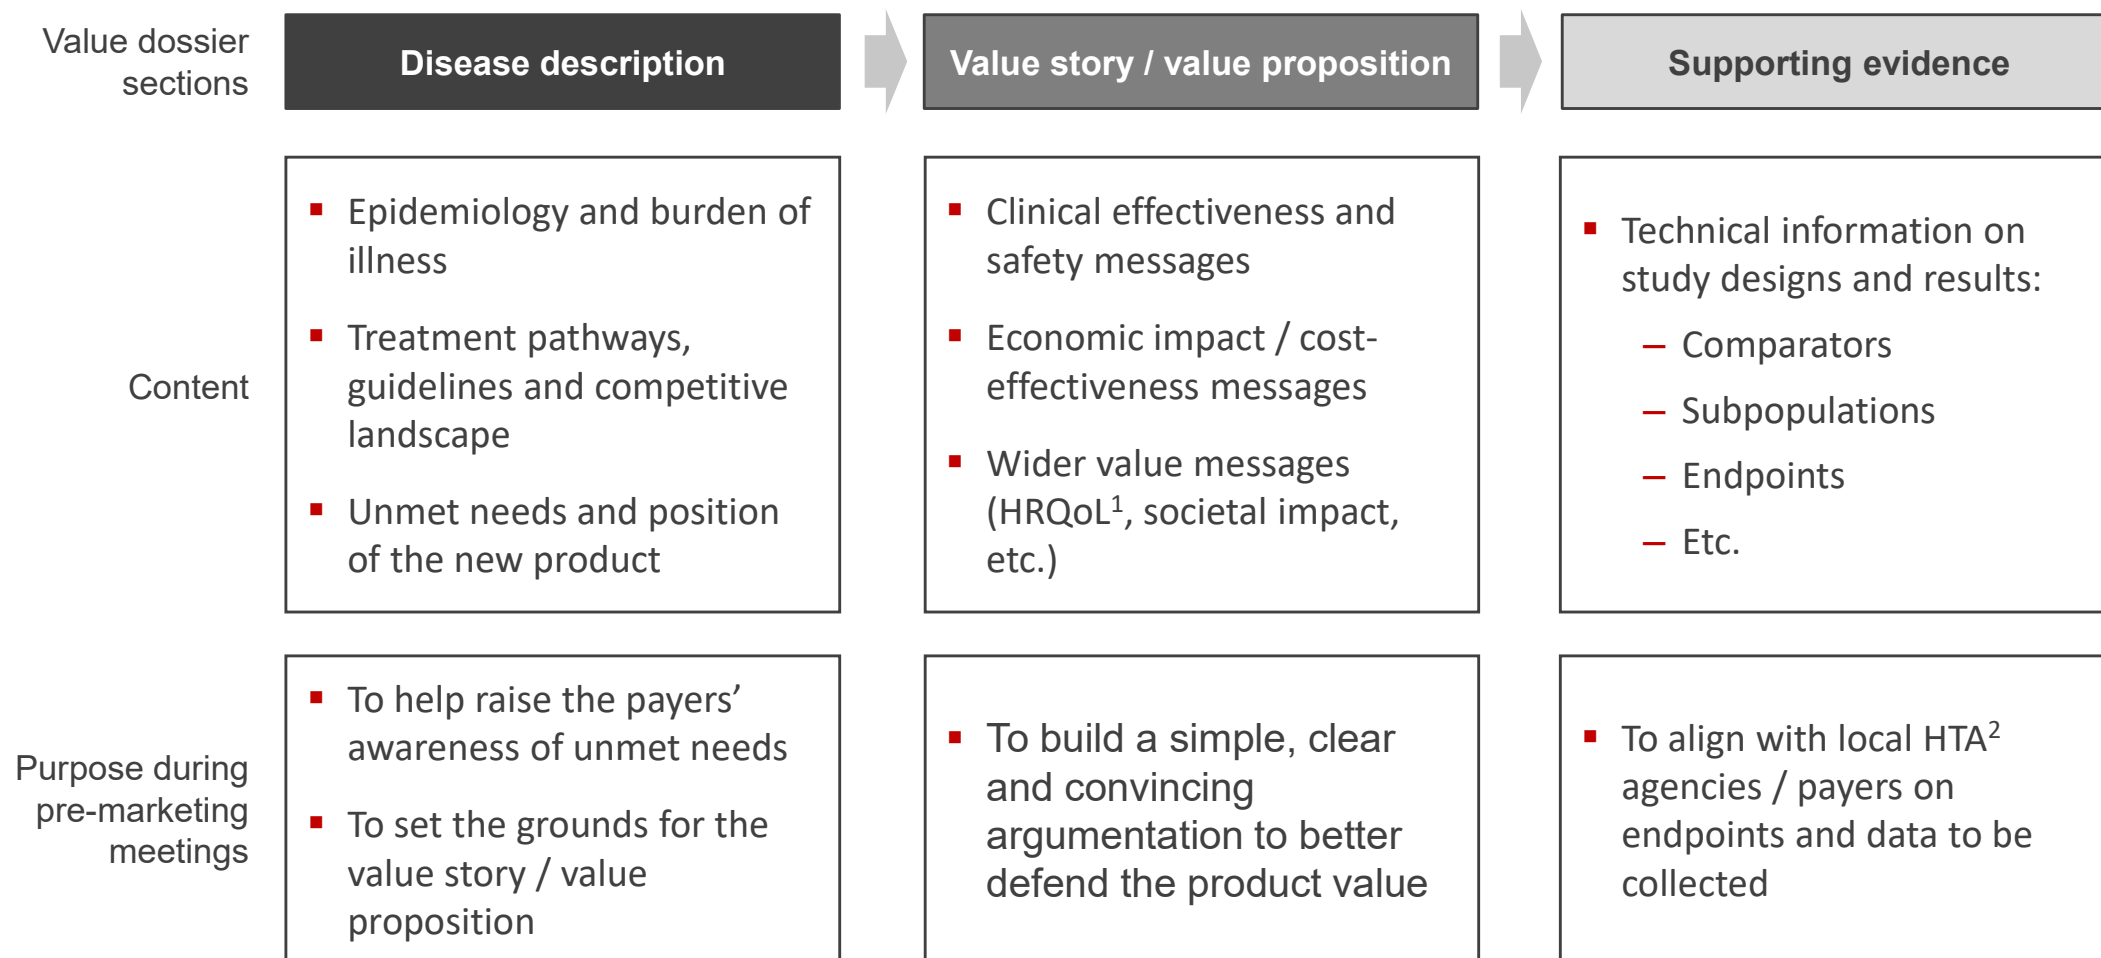 Value dossier
sections
Disease description
Value story / value proposition
Supporting evidence
Content
▪ Epidemiology and burden of
illness
▪ Treatment pathways,
guidelines and competitive
landscape
▪ Unmet needs and position
of the new product
▪ Clinical effectiveness and
safety messages
▪ Economic impact / cost-
effectiveness messages
▪ Wider value messages
(HRQoL¹, societal impact,
etc.)
▪ Technical information on
study designs and results:
– Comparators
– Subpopulations
– Endpoints
– Etc.
Purpose during
pre-marketing
meetings
▪ To help raise the payers’
awareness of unmet needs
▪ To set the grounds for the
value story / value
proposition
▪ To build a simple, clear
and convincing
argumentation to better
defend the product value
▪ To align with local HTA²
agencies / payers on
endpoints and data to be
collected